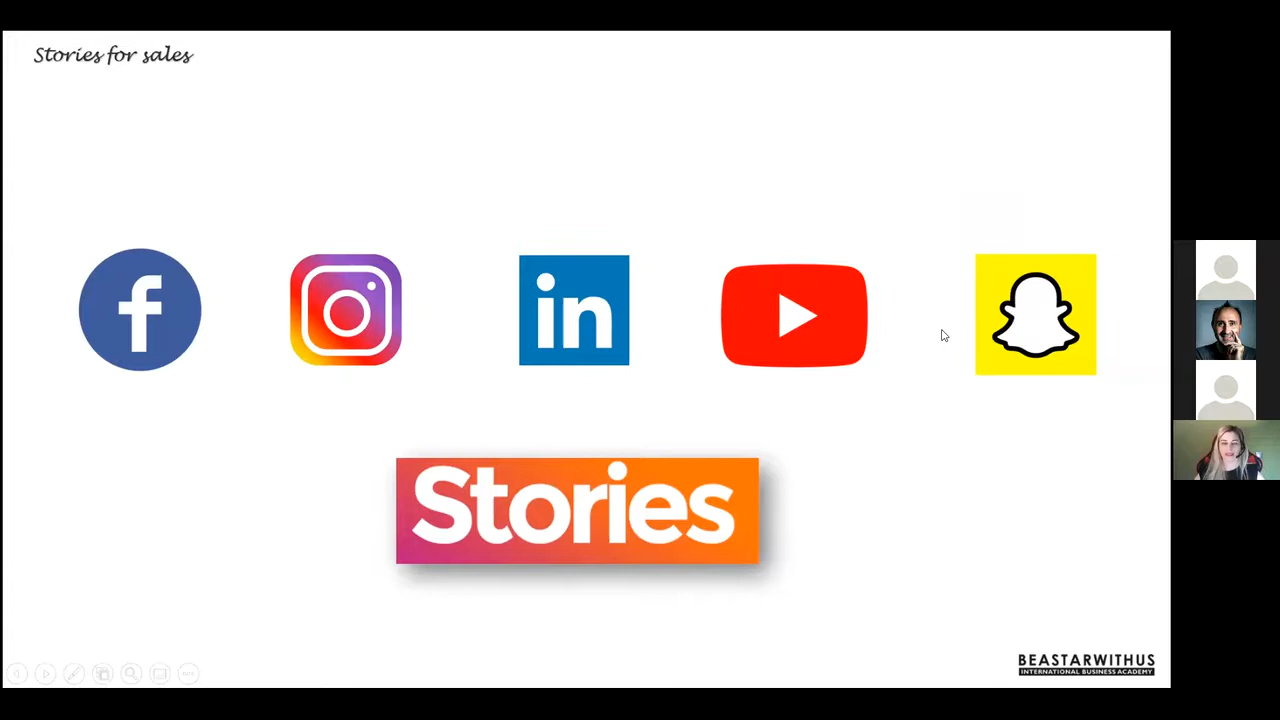 Stories for sales
f
in
Stories
BEASTARWITHUS
INTERNATIONAL BUSINESS ACADEMY